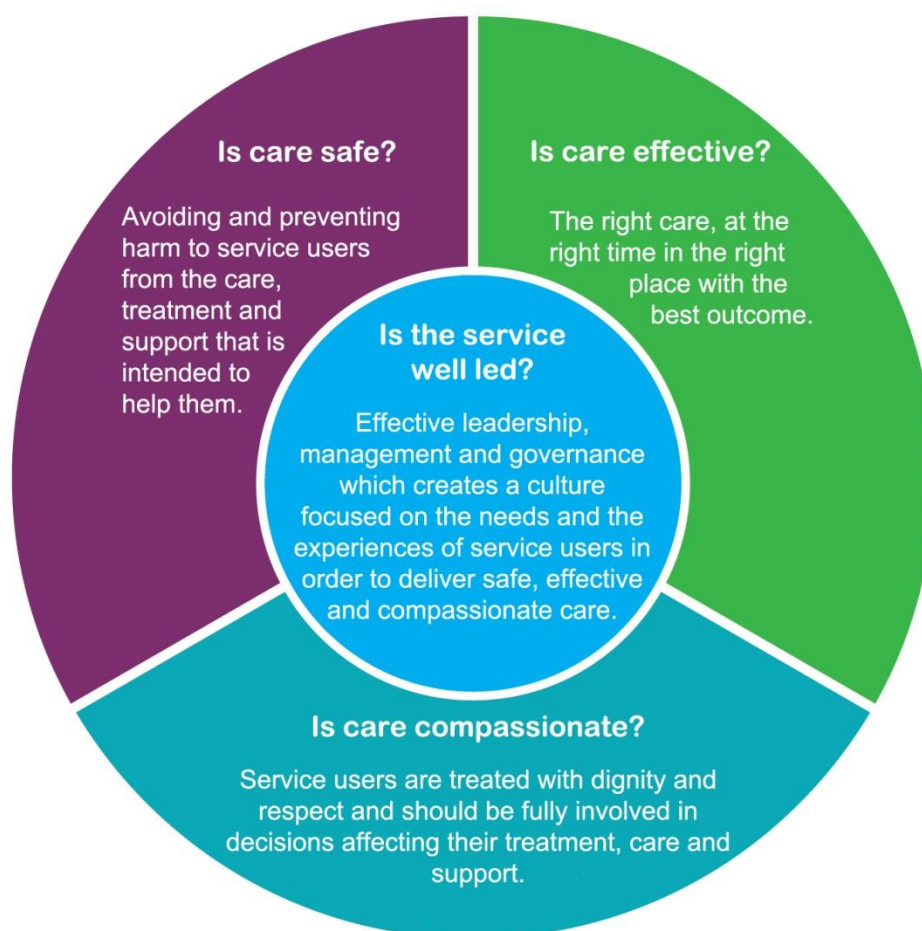 Is care safe?
Avoiding and preventing
harm to service users
from the care,
treatment and
support that is
intended to
help them.
Is care effective?
The right care, at the
right time in the right
place with the
best outcome.
Is the service
well led?
Effective leadership,
management and governance
which creates a culture
focused on the needs and the
experiences of service users in
order to deliver safe, effective
and compassionate care.
Is care compassionate?
Service users are treated with dignity and
respect and should be fully involved in
decisions affecting their treatment, care and
support.